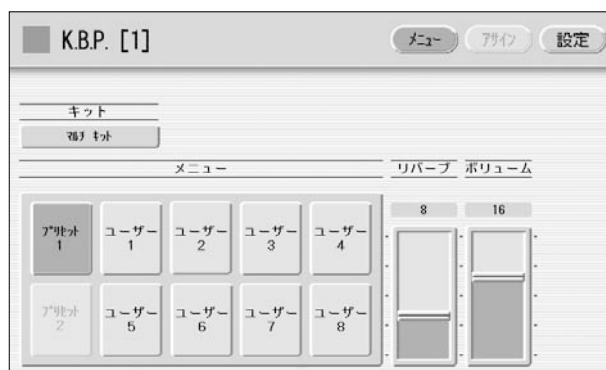 K.B.P. [1]
メニュー
アサイン
設定
キット
マルチ キット
メニュー
リバーブ
ボリューム
8
16
プリセット
1
ユーザー
1
ユーザー
2
ユーザー
3
ユーザー
4
プリセット
2
ユーザー
5
ユーザー
6
ユーザー
7
ユーザー
8